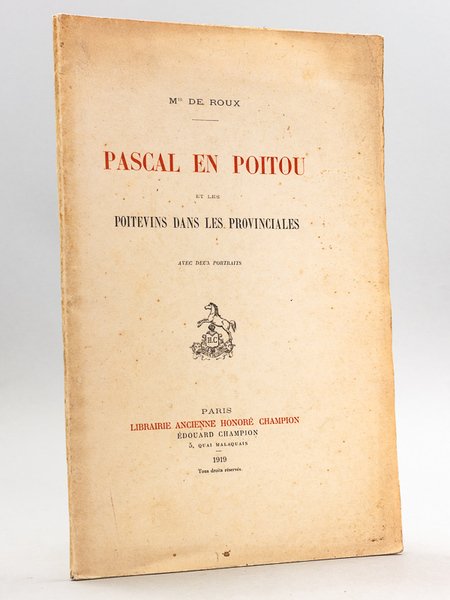 Mis DE ROUX
PASCAL EN POITOU
ET LES
POITEVINS DANS LES PROVINCIALES
AVEC DEUX PORTRAITS
H.C
PARIS
LIBRAIRIE ANCIENNE HONORÉ CHAMPION
ÉDOUARD CHAMPION
5, QUAI MALAQUAIS
1919
Tous droits réservés